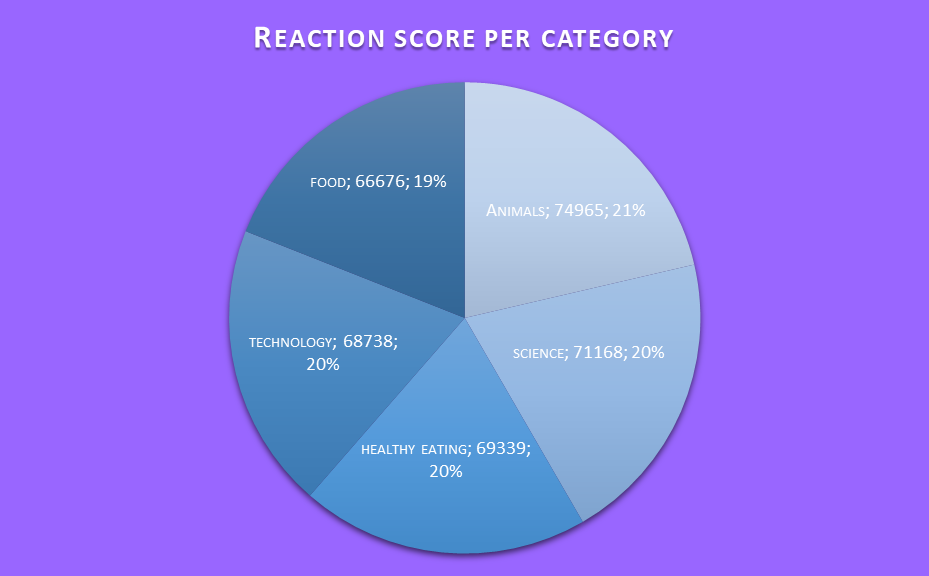 Reaction score per category
food; 66676; 19%
Animals; 74965; 21%
technology; 68738;
20%
science; 71168; 20%
healthy eating; 69339;
20%